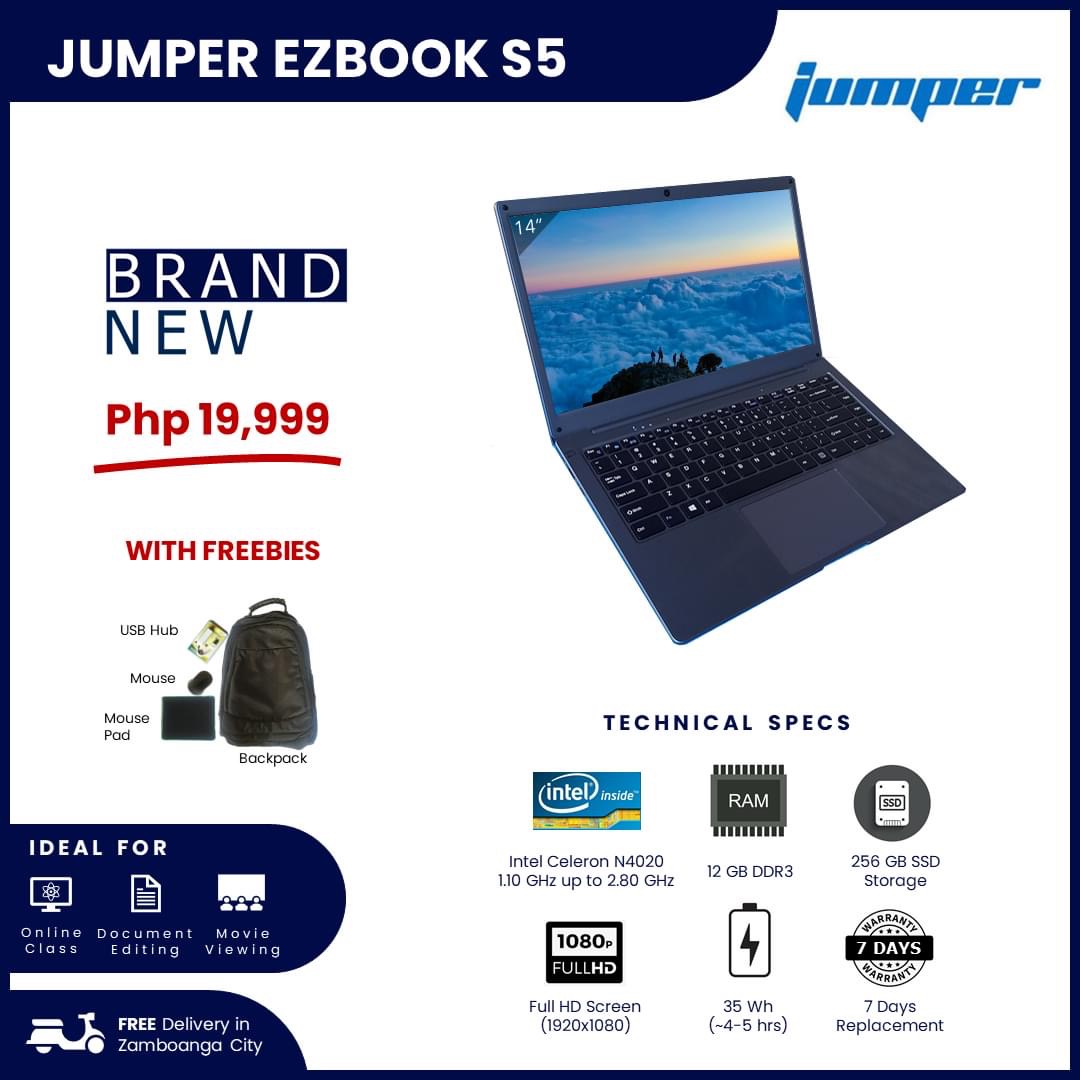 JUMPER EZBOOK S5
jumper
14"
BRAND
NEW
Php 19,999
WITH FREEBIES
USB Hub
Mouse
Mouse
Pad
Backpack
TECHNICAL SPECS
intel inside™
RAM
SSD
Intel Celeron N4020
1.10 GHz up to 2.80 GHz
12 GB DDR3
256 GB SSD
Storage
1080P
FULLHD
WARRANTY
7 DAYS
WARRANTY
Full HD Screen
(1920x1080)
35 Wh
(~4-5 hrs)
7 Days
Replacement
IDEAL FOR
Online
Class
Document
Editing
Movie
Viewing
FREE Delivery in
Zamboanga City